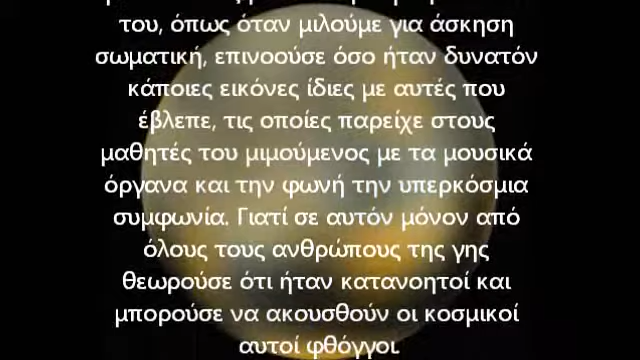 του, όπως όταν μιλούμε για άσκηση
σωματική, επινοούσε όσο ήταν δυνατόν
κάποιες εικόνες ίδιες με αυτές που
έβλεπε, τις οποίες παρείχε στους
μαθητές του μιμούμενος με τα μουσικά
όργανα και την φωνή την υπερκόσμια
συμφωνία. Γιατί σε αυτόν μόνον από
όλους τους ανθρώπους της γης
θεωρούσε ότι ήταν κατανοητοί και
μπορούσε να ακουσθούν οι κοσμικοί
αυτοί φθόγγοι